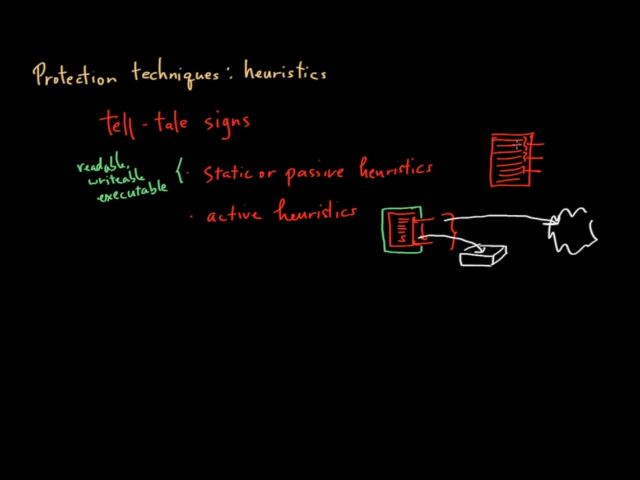 Protection techniques: heuristics
tell-tale signs
readable,
writeable
executable
· Static or passive heuristics
· active heuristics